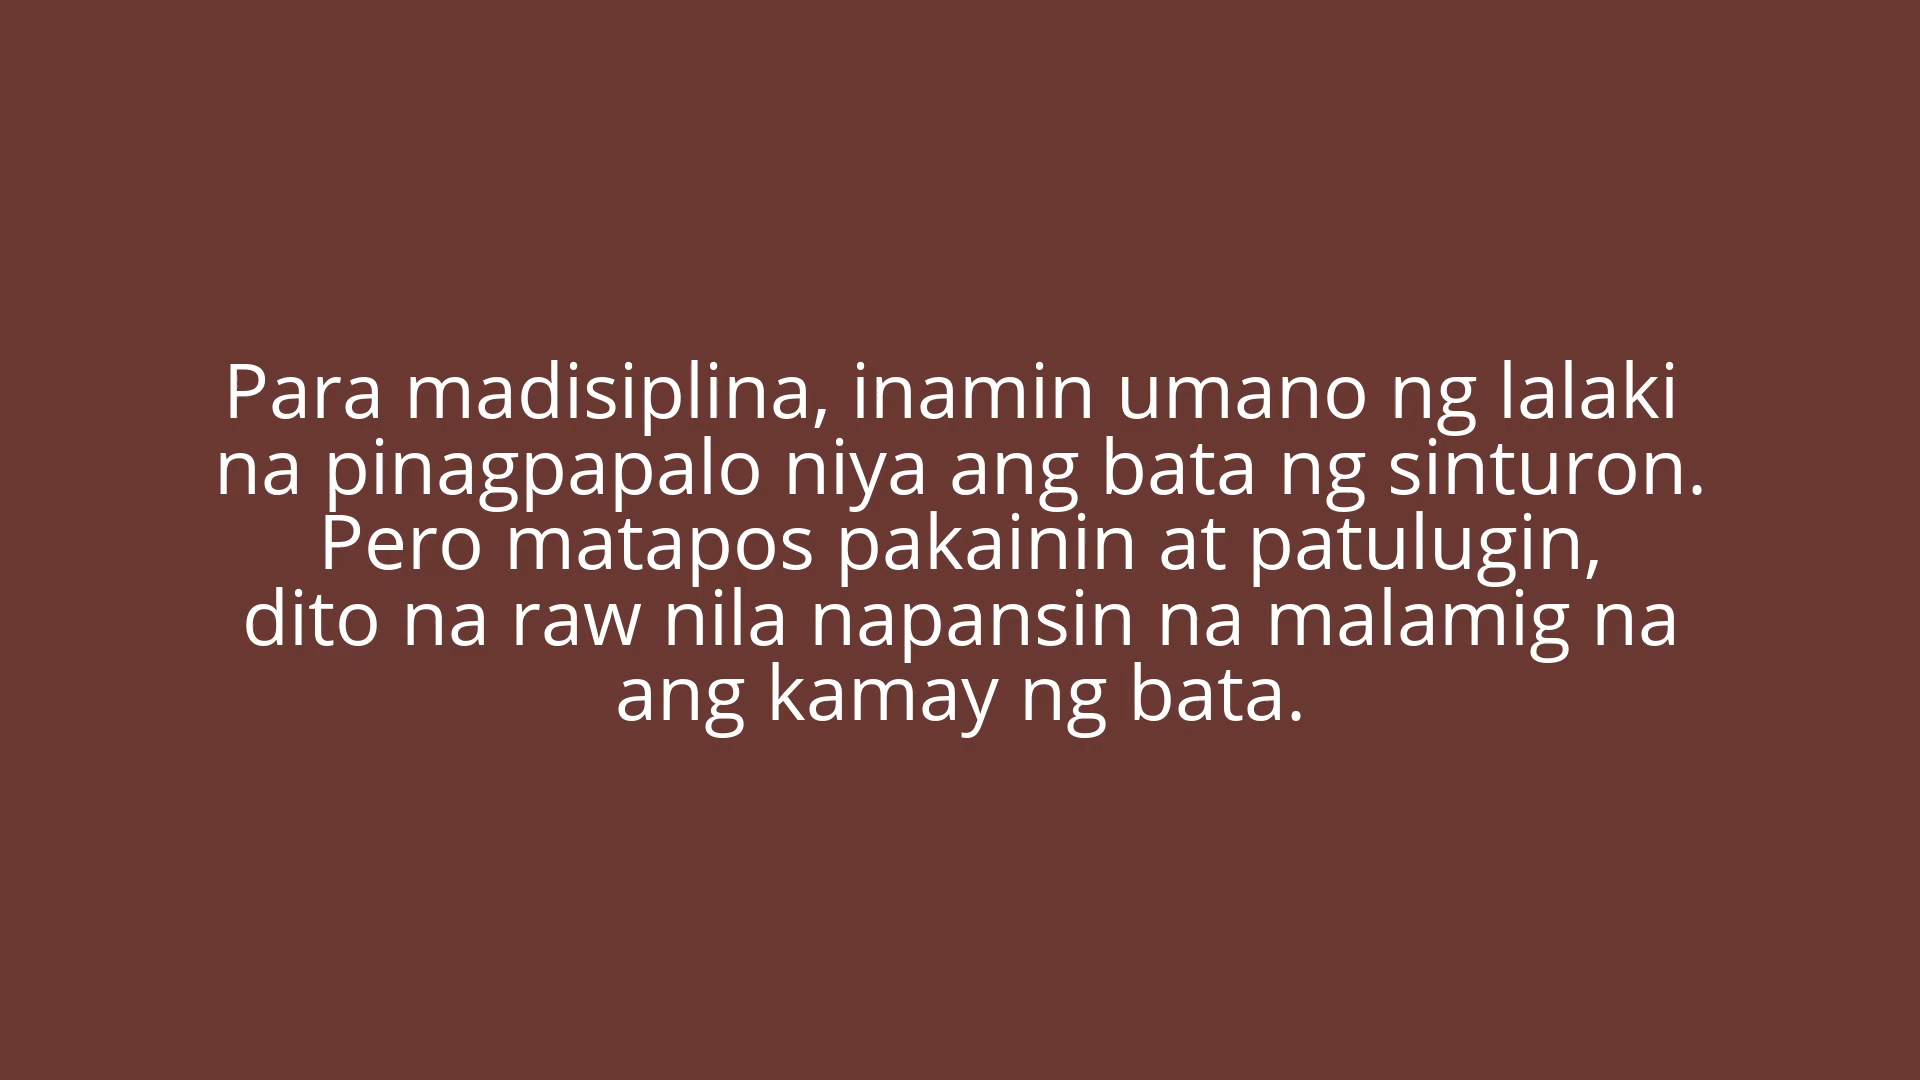 Para madisiplina, inamin umano ng lalaki
na pinagpapalo niya ang bata ng sinturon.
Pero matapos pakainin at patulugin,
dito na raw nila napansin na malamig na
ang kamay ng bata.